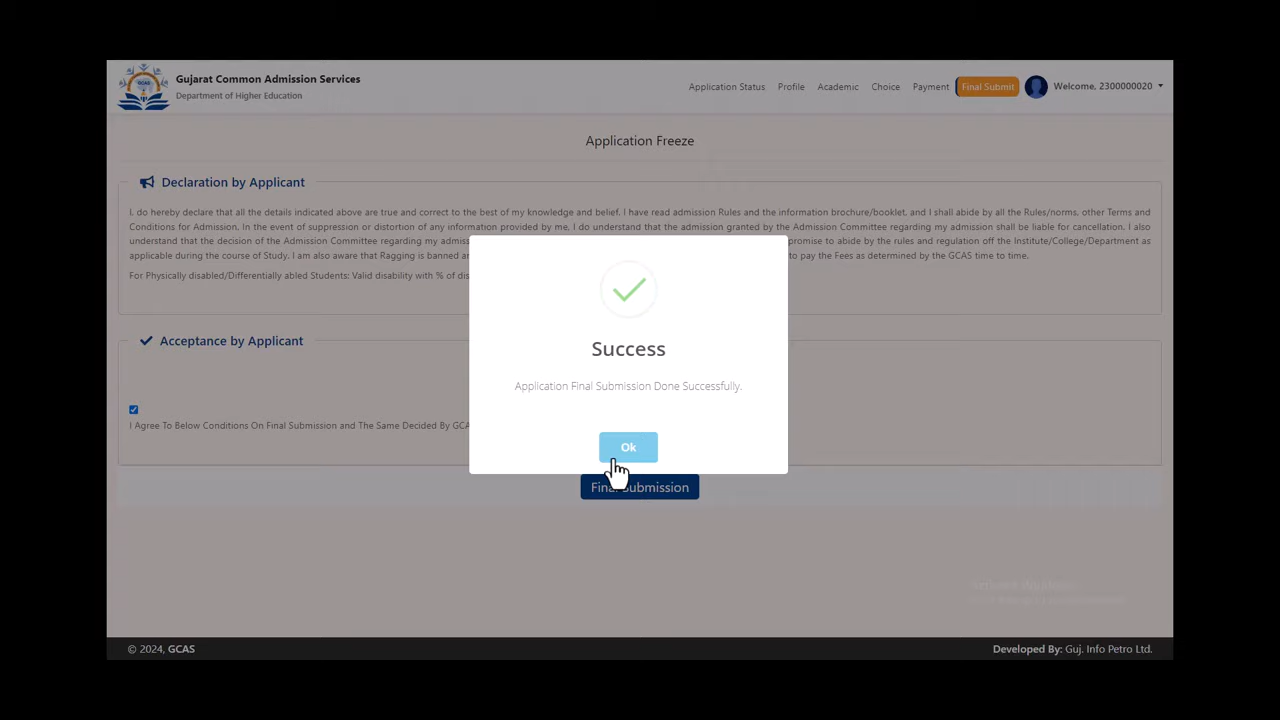 Gujarat Common Admission Services
Department of Higher Education
Application Status Profile Academic Choice Payment Final Submit Welcome, 2300000020
Application Freeze
Declaration by Applicant
I, do hereby declare that all the details indicated above are true and correct to the best of my knowledge and belief. I have read admission Rules and the information brochure/booklet, and I shall abide by all the Rules/norms, other Terms and
Conditions for Admission, In the event of suppression or distortion of any information provided by me, I do understand that the admission granted by the Admission Committee regarding my admission shall be liable for cancellation. I also
understand that the decision of the Admission Committee regarding my admiss promise to abide by the rules and regulation off the Institute/College/Department as
applicable during the course of Study. I am also aware that Ragging is banned an to pay the Fees as determined by the GCAS time to time.
For Physically disabled/Differentially abled Students: Valid disability with % of dis
Success
Application Final Submission Done Successfully.
Ok
Acceptance by Applicant
I Agree To Below Conditions On Final Submission and The Same Decided By GCA
Final Submission
© 2024, GCAS
Developed By: Guj. Info Petro Ltd.